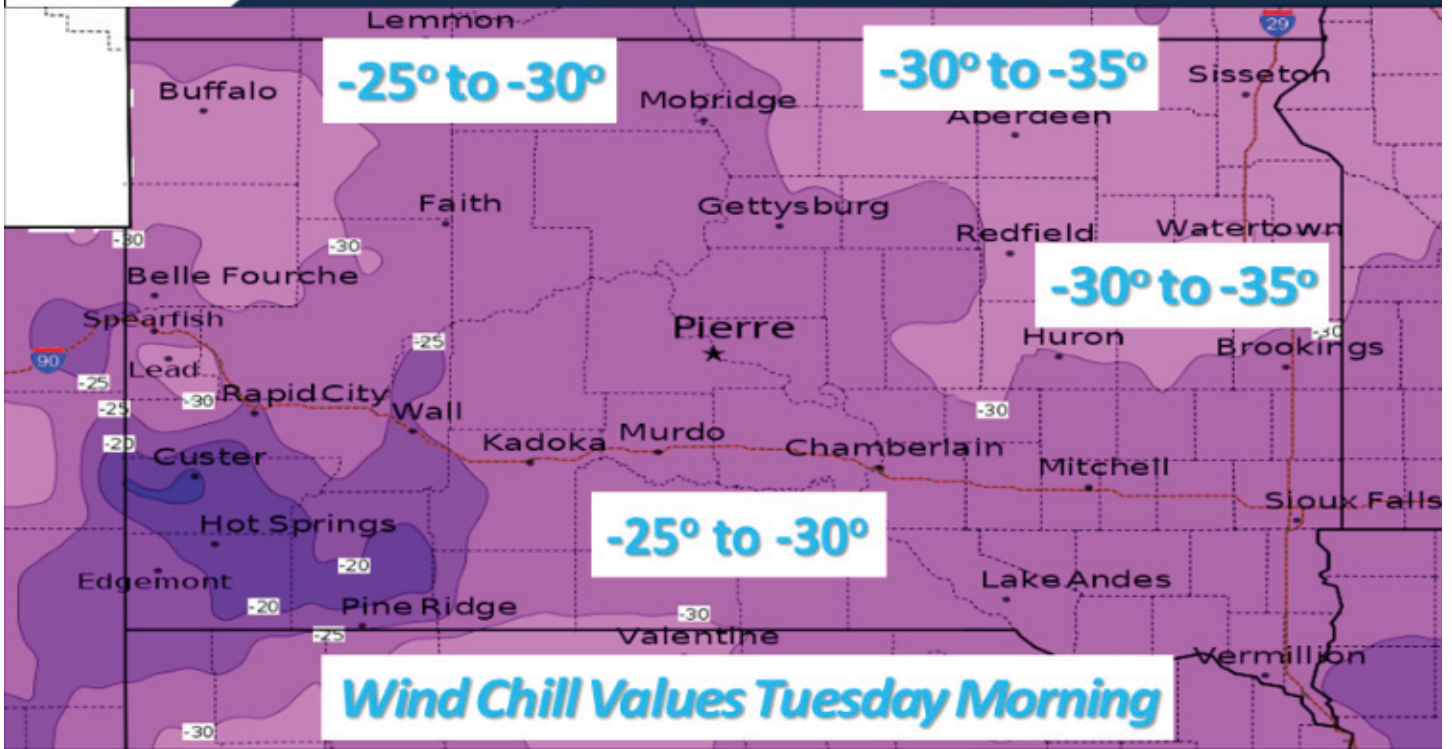 Lemmon
29
-25° to -30°
-30° to -35°
Sisseton
Buffalo
Mobridge
Aberdeen
Faith
Gettysburg
Redfield
Watertown
-30
-30
Belle Fourche
-30° to -35°
Spearfish
Pierre
-30
90
-25
Huron
Brookings
Lead
-25
Rapid City
-30
-25
Wall
-30
-20
Kadoka
Murdo
Chamberlain
Custer
Mitchell
Sioux Falls
Hot Springs
-25° to -30°
-20
Edgemont
Lake Andes
-20
Pine Ridge
-30
-25
Valentine
Vermillion
Wind Chill Values Tuesday Morning
-30